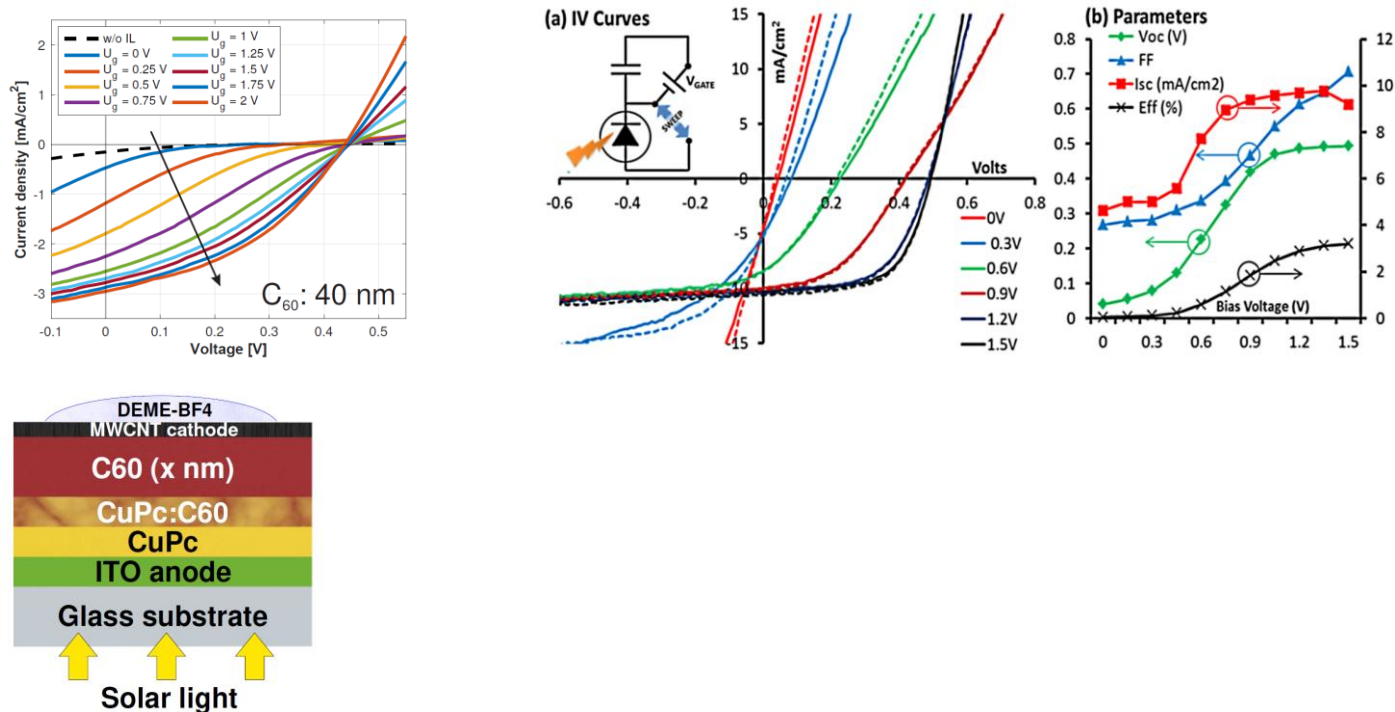 w/o IL
U_g = 0 V
U_g = 0.25 V
U_g = 0.5 V
U_g = 0.75 V
U_g = 1 V
U_g = 1.25 V
U_g = 1.5 V
U_g = 1.75 V
U_g = 2 V
Current density [mA/cm²]
2
1
0
-1
-2
-3
C₆₀: 40 nm
-0.1 0 0.1 0.2 0.3 0.4 0.5
Voltage [V]
(a) IV Curves
mA/cm²
15
10
5
0
-5
-15
V_GATE
SWEEP
-0.6 -0.4 -0.2 0 0.2 0.4 0.6 0.8
Volts
0V
0.3V
0.6V
0.9V
1.2V
1.5V
(b) Parameters
Voc (V)
FF
Isc (mA/cm2)
Eff (%)
0.8
0.7
0.6
0.5
0.4
0.3
0.2
0.1
0
12
10
8
6
4
2
0
Bias Voltage (V)
0 0.3 0.6 0.9 1.2 1.5
DEME-BF4
MWCNT cathode
C60 (x nm)
CuPc:C60
CuPc
ITO anode
Glass substrate
Solar light